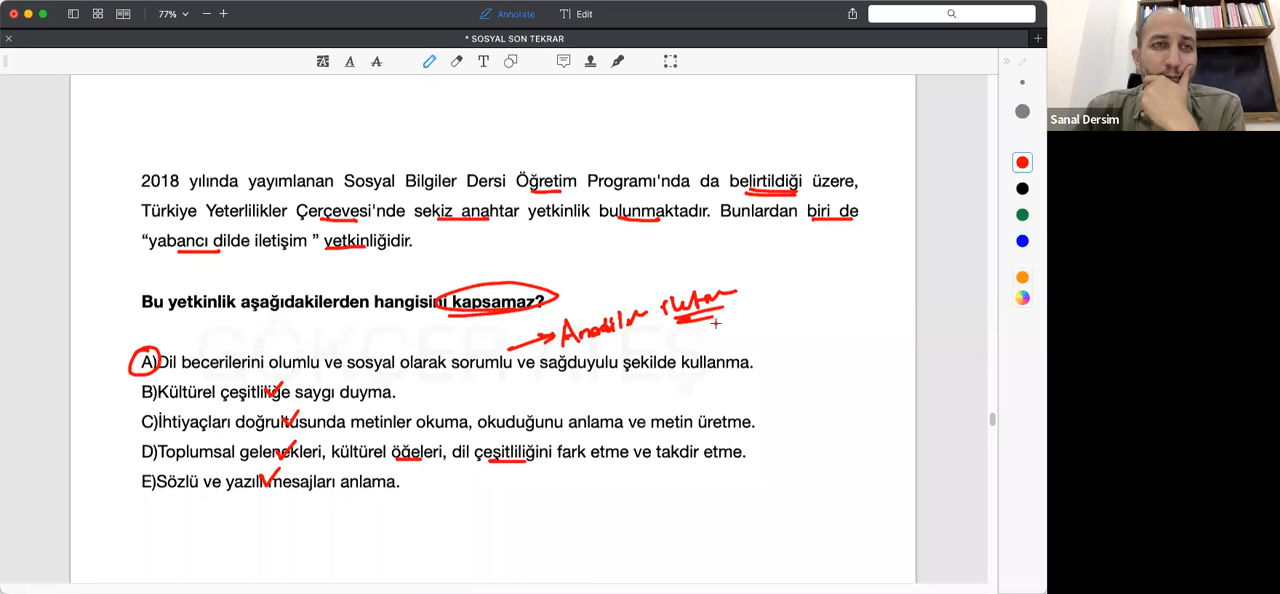 77%
Annotate
T Edit
* SOSYAL SON TEKRAR
Sanal Dersim
2018 yılında yayımlanan Sosyal Bilgiler Dersi Öğretim Programı'nda da belirtildiği üzere,
Türkiye Yeterlilikler Çerçevesi'nde sekiz anahtar yetkinlik bulunmaktadır. Bunlardan biri de
“yabancı dilde iletişim ” yetkinliğidir.
Bu yetkinlik aşağıdakilerden hangisini kapsamaz?
A)Dil becerilerini olumlu ve sosyal olarak sorumlu ve sağduyulu şekilde kullanma.
B)Kültürel çeşitliliğe saygı duyma.
C)İhtiyaçları doğrultusunda metinler okuma, okuduğunu anlama ve metin üretme.
D)Toplumsal gelenekleri, kültürel öğeleri, dil çeşitliliğini fark etme ve takdir etme.
E)Sözlü ve yazılı mesajları anlama.